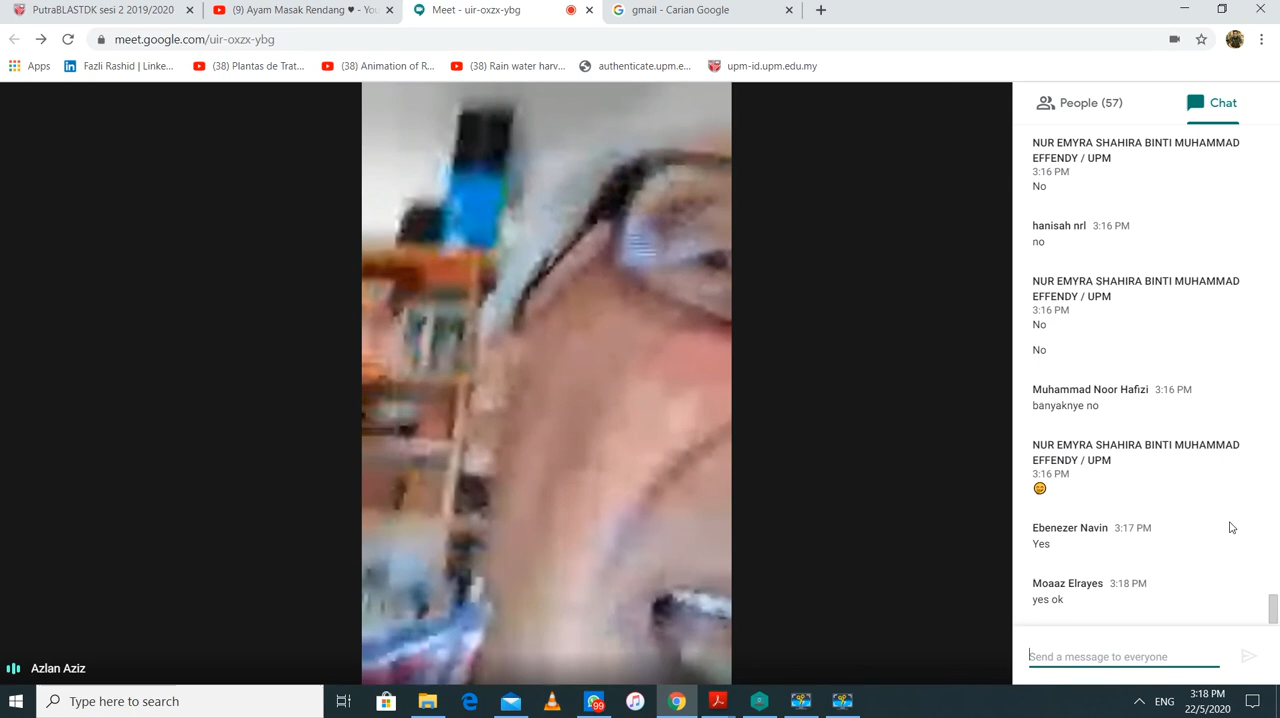 PutraBLASTDK sesi 2 2019/2020
(9) Ayam Masak Rendang ♥ - You
Meet - uir-oxzx-ybg
gmail - Carian Google
meet.google.com/uir-oxzx-ybg
Apps
Fazli Rashid | Linke...
(38) Plantas de Trat...
(38) Animation of R...
(38) Rain water harv...
authenticate.upm.e...
upm-id.upm.edu.my
People (57)
Chat
NUR EMYRA SHAHIRA BINTI MUHAMMAD
EFFENDY / UPM
3:16 PM
No
hanisah nrl 3:16 PM
no
NUR EMYRA SHAHIRA BINTI MUHAMMAD
EFFENDY / UPM
3:16 PM
No
No
Muhammad Noor Hafizi 3:16 PM
banyaknye no
NUR EMYRA SHAHIRA BINTI MUHAMMAD
EFFENDY / UPM
3:16 PM
😊
Ebenezer Navin 3:17 PM
Yes
Moaaz Elrayes 3:18 PM
yes ok
Send a message to everyone
Azlan Aziz
Type here to search
99
ENG
3:18 PM
22/5/2020